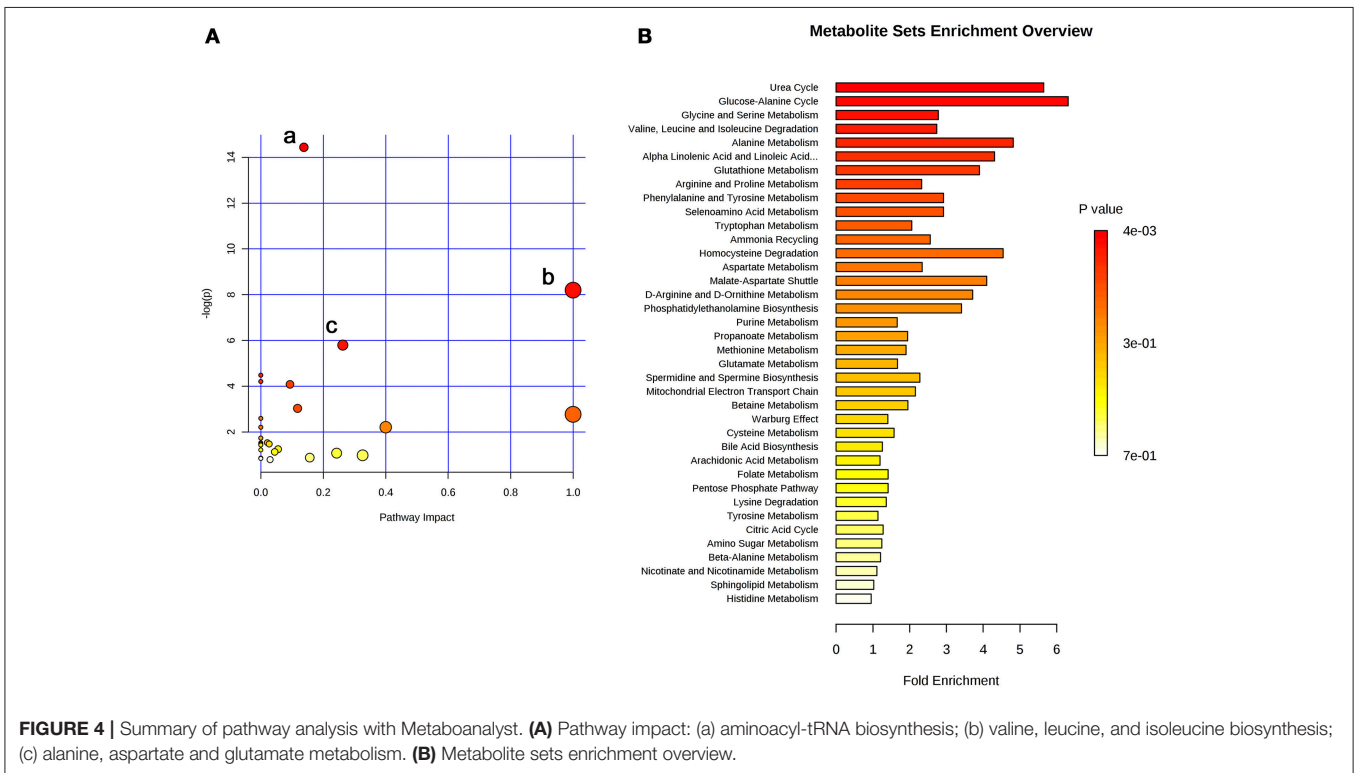 A
a
b
c
14
12
10
8
6
4
2
-log(p)
0.0 0.2 0.4 0.6 0.8 1.0
Pathway Impact
B
Metabolite Sets Enrichment Overview
Urea Cycle
Glucose-Alanine Cycle
Glycine and Serine Metabolism
Valine, Leucine and Isoleucine Degradation
Alanine Metabolism
Alpha Linolenic Acid and Linoleic Acid...
Glutathione Metabolism
Arginine and Proline Metabolism
Phenylalanine and Tyrosine Metabolism
Selenoamino Acid Metabolism
Tryptophan Metabolism
Ammonia Recycling
Homocysteine Degradation
Aspartate Metabolism
Malate-Aspartate Shuttle
D-Arginine and D-Ornithine Metabolism
Phosphatidylethanolamine Biosynthesis
Purine Metabolism
Propanoate Metabolism
Methionine Metabolism
Glutamate Metabolism
Spermidine and Spermine Biosynthesis
Mitochondrial Electron Transport Chain
Betaine Metabolism
Warburg Effect
Cysteine Metabolism
Bile Acid Biosynthesis
Arachidonic Acid Metabolism
Folate Metabolism
Pentose Phosphate Pathway
Lysine Degradation
Tyrosine Metabolism
Citric Acid Cycle
Amino Sugar Metabolism
Beta-Alanine Metabolism
Nicotinate and Nicotinamide Metabolism
Sphingolipid Metabolism
Histidine Metabolism
0 1 2 3 4 5 6
Fold Enrichment
P value
4e-03
3e-01
7e-01
FIGURE 4 | Summary of pathway analysis with Metaboanalyst. (A) Pathway impact: (a) aminoacyl-tRNA biosynthesis; (b) valine, leucine, and isoleucine biosynthesis;
(c) alanine, aspartate and glutamate metabolism. (B) Metabolite sets enrichment overview.